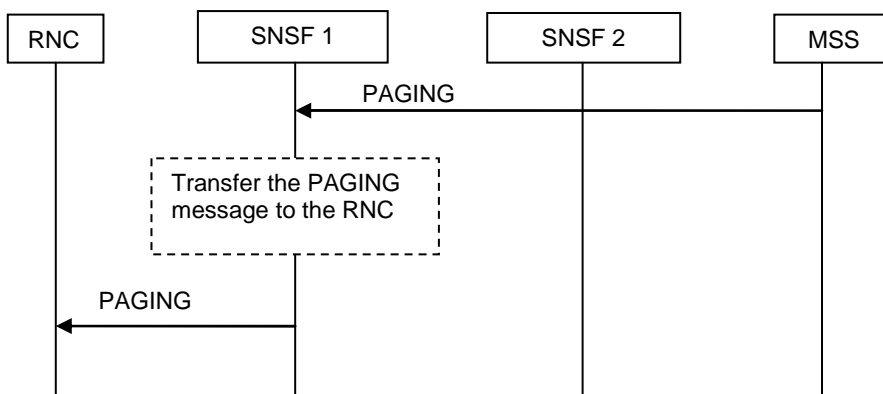 RNC
SNSF 1
SNSF 2
MSS
PAGING
Transfer the PAGING
message to the RNC
PAGING